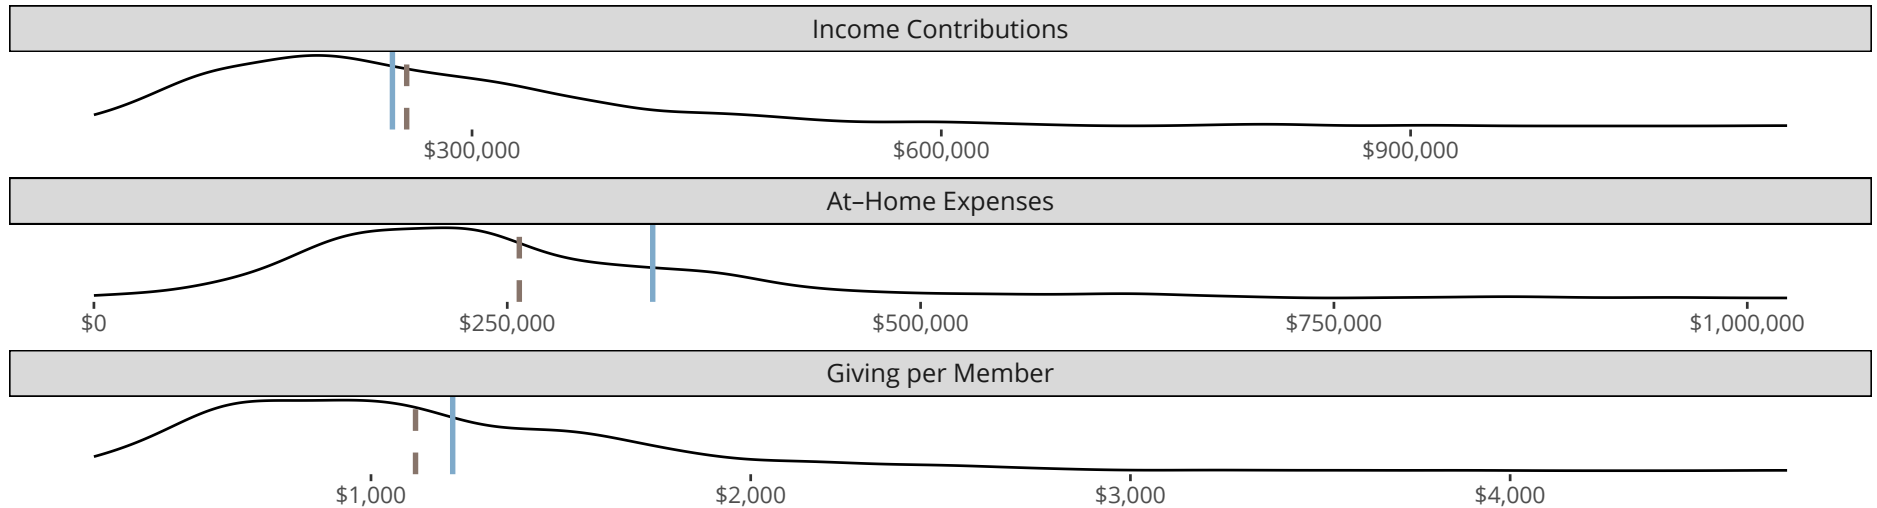 Income Contributions
$300,000 $600,000 $900,000
At–Home Expenses
$0 $250,000 $500,000 $750,000 $1,000,000
Giving per Member
$1,000 $2,000 $3,000 $4,000